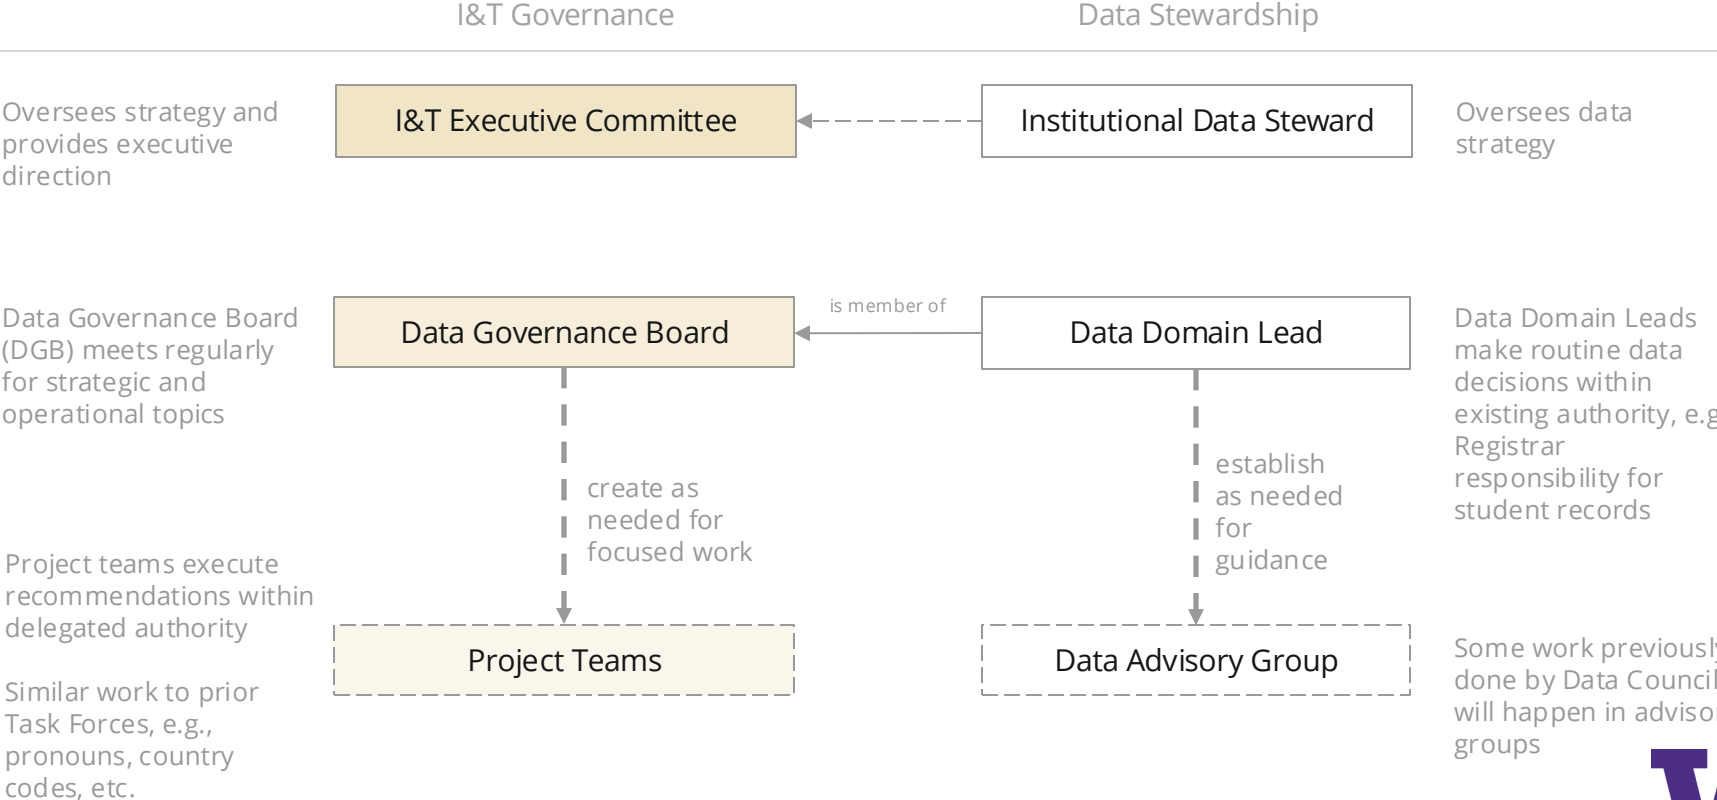 I&T Governance
Data Stewardship
Oversees strategy and
provides executive
direction
I&T Executive Committee
Institutional Data Steward
Oversees data
strategy
Data Governance Board
(DGB) meets regularly
for strategic and
operational topics
Data Governance Board
is member of
Data Domain Lead
Data Domain Leads
make routine data
decisions within
existing authority, e.g
Registrar
responsibility for
student records
create as
needed for
focused work
establish
as needed
for
guidance
Project teams execute
recommendations within
delegated authority
Similar work to prior
Task Forces, e.g.,
pronouns, country
codes, etc.
Project Teams
Data Advisory Group
Some work previously
done by Data Council
will happen in advisor
groups